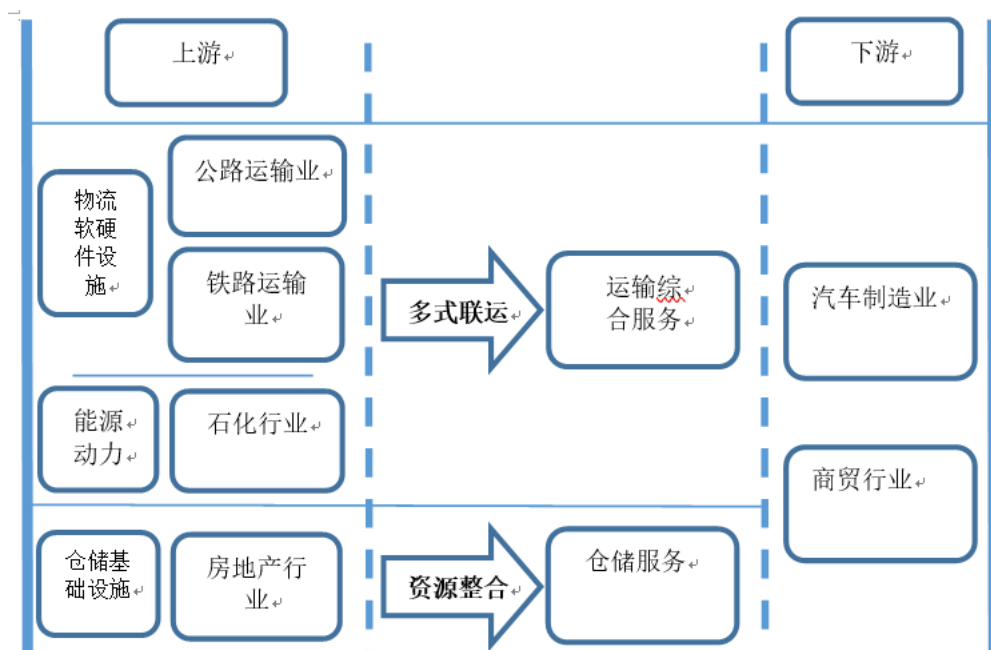 上游
下游
公路运输业
物流
软硬
件设
施
铁路运输
业
多式联运
运输综
合服务
汽车制造业
能源
动力
石化行业
商贸行业
仓储基
础设施
房地产行
业
资源整合
仓储服务